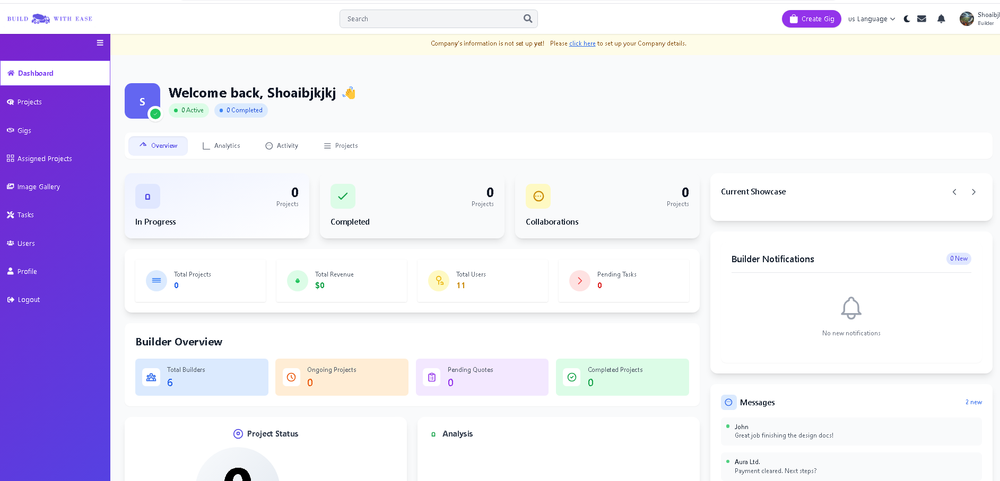 BUILD WITH EASE
Search
Create Gig
us Language
Shoaibjl
Builder
Company's information is not set up yet! Please click here to set up your Company details.
Dashboard
Projects
Gigs
Assigned Projects
Image Gallery
Tasks
Users
Profile
Logout
S
Welcome back, Shoaibjkjkj 👋
0 Active
0 Completed
Overview
Analytics
Activity
Projects
0
Projects
In Progress
0
Projects
Completed
0
Projects
Collaborations
Total Projects
0
Total Revenue
$0
Total Users
11
Pending Tasks
0
Builder Overview
Total Builders
6
Ongoing Projects
0
Pending Quotes
0
Completed Projects
0
Project Status
0
Analysis
Current Showcase
Builder Notifications
0 New
No new notifications
Messages
2 new
John
Great job finishing the design docs!
Aura Ltd.
Payment cleared. Next steps?